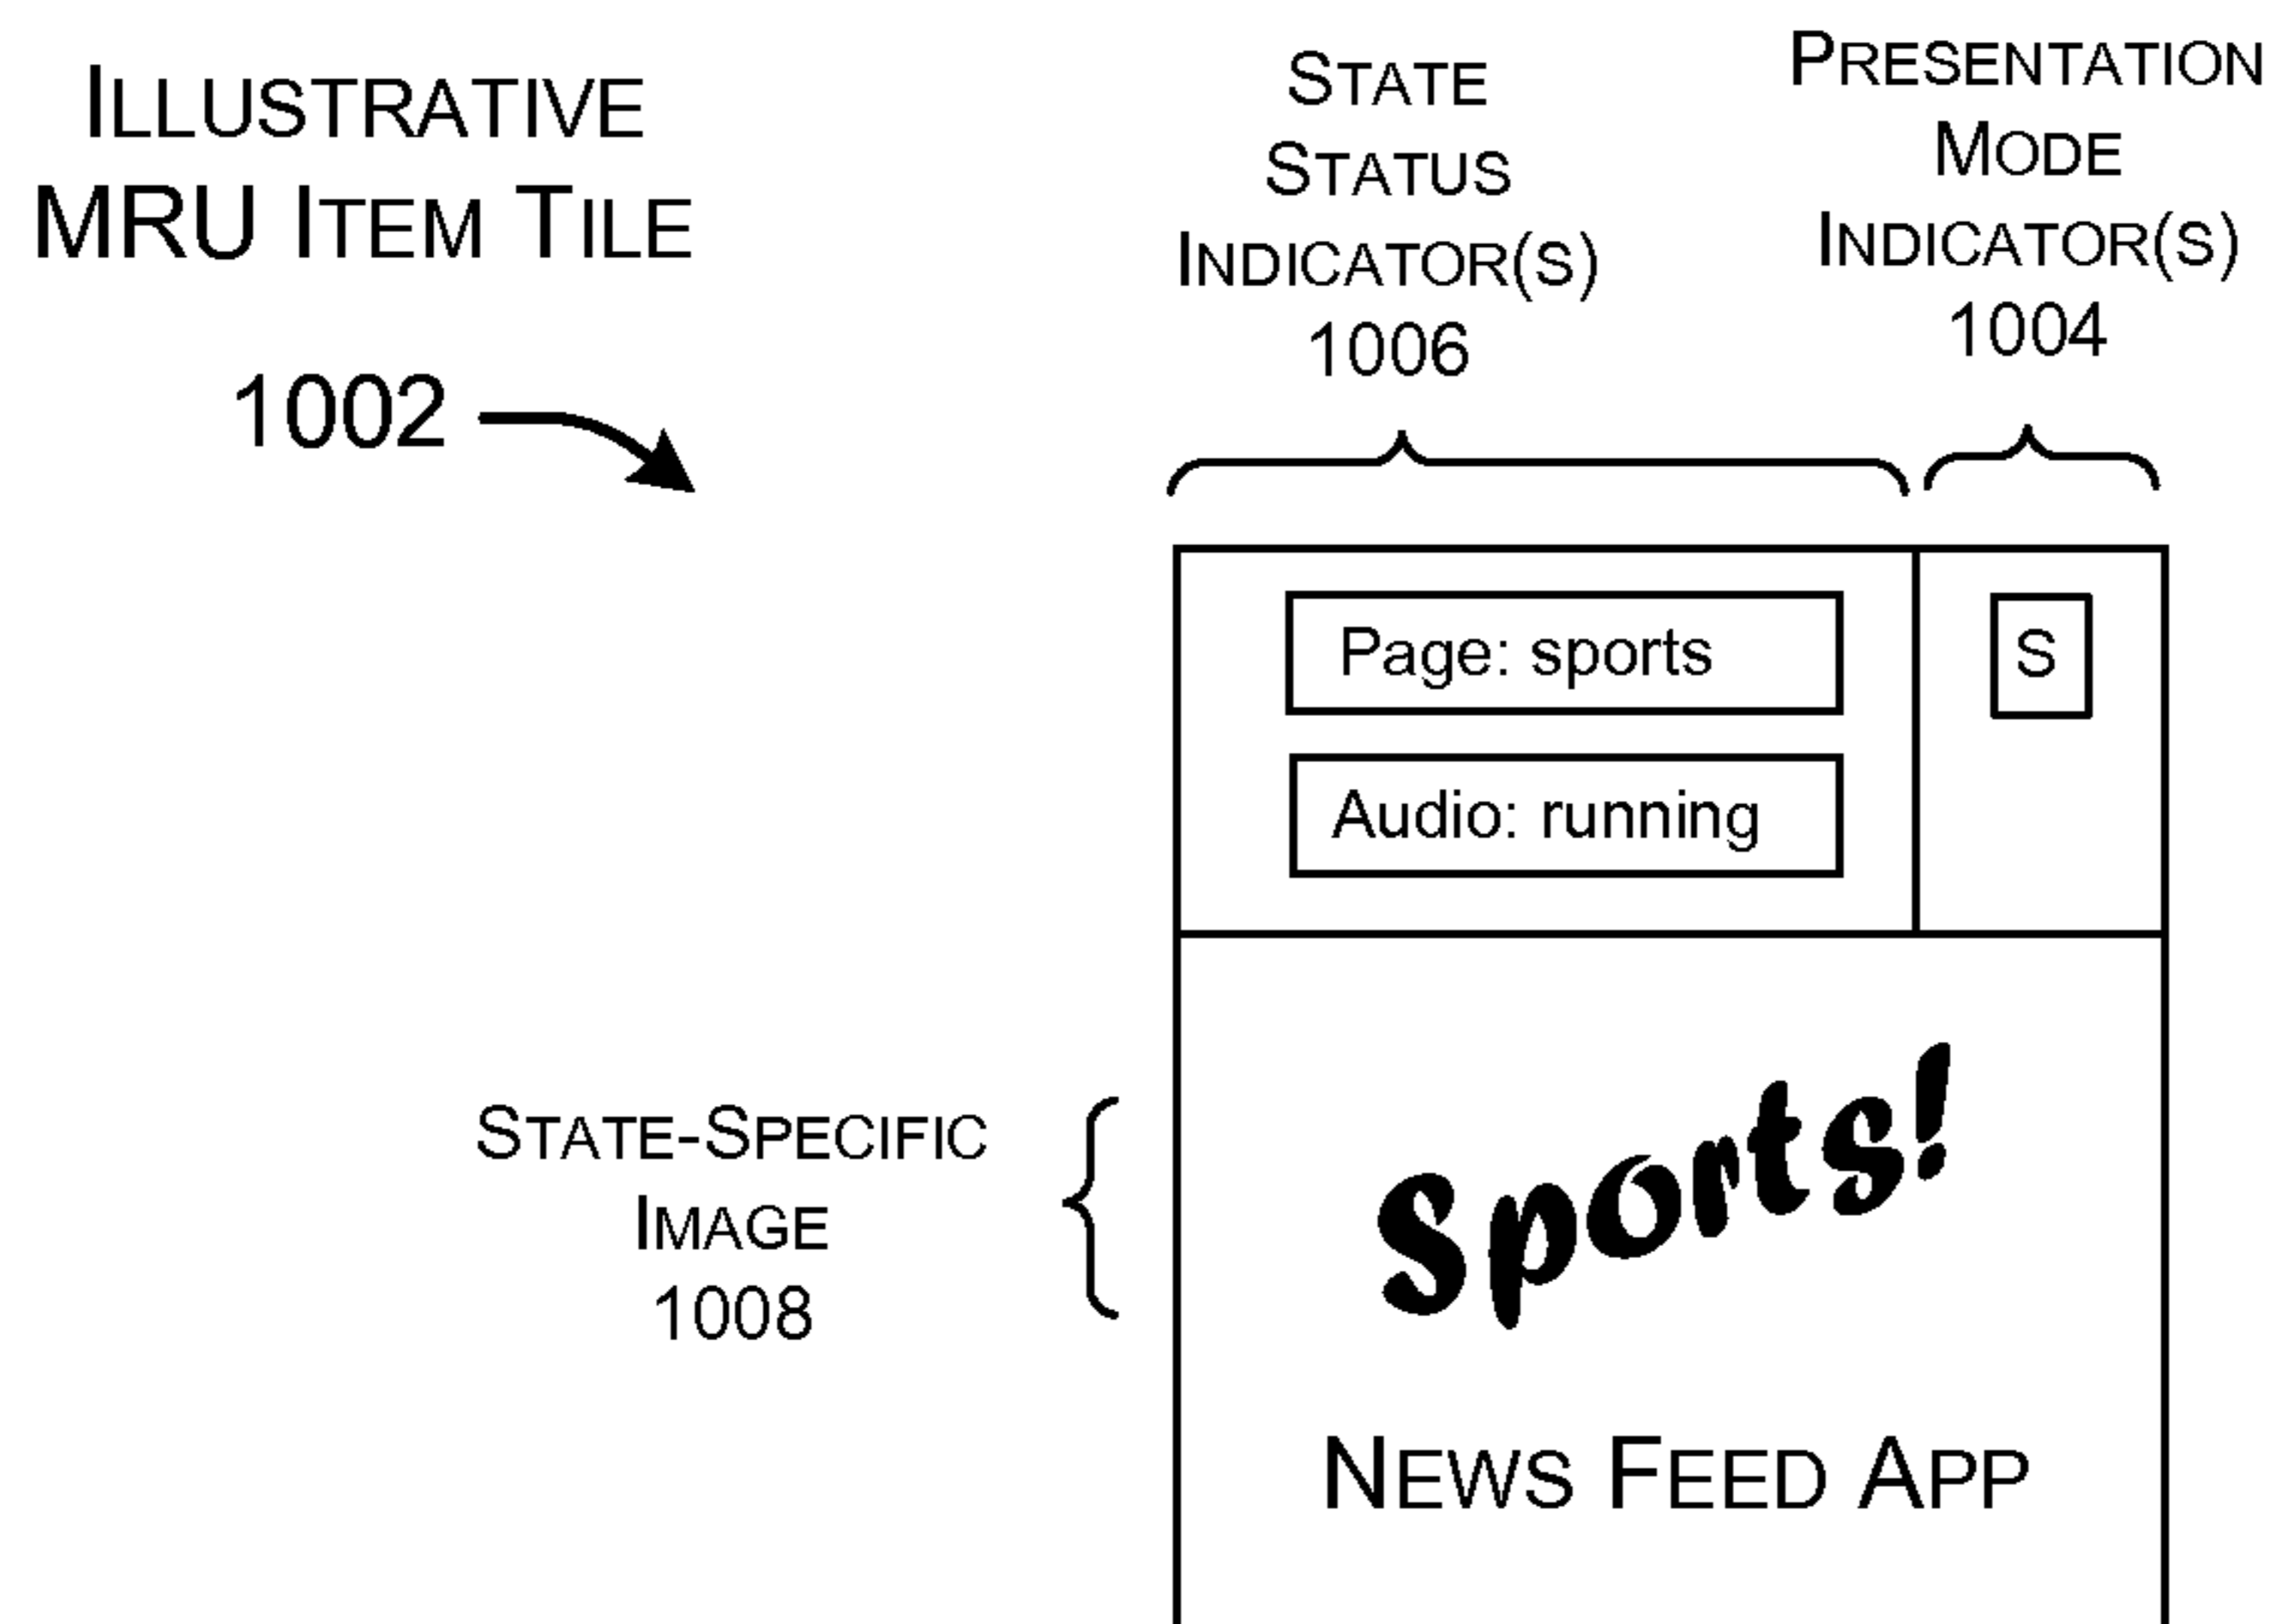 ILLUSTRATIVE
MRU ITEM TILE
1002
STATE
STATUS
INDICATOR(S)
1006
PRESENTATION
MODE
INDICATOR(S)
1004
Page: sports
S
Audio: running
STATE-SPECIFIC
IMAGE
1008
Sports!
NEWS FEED APP